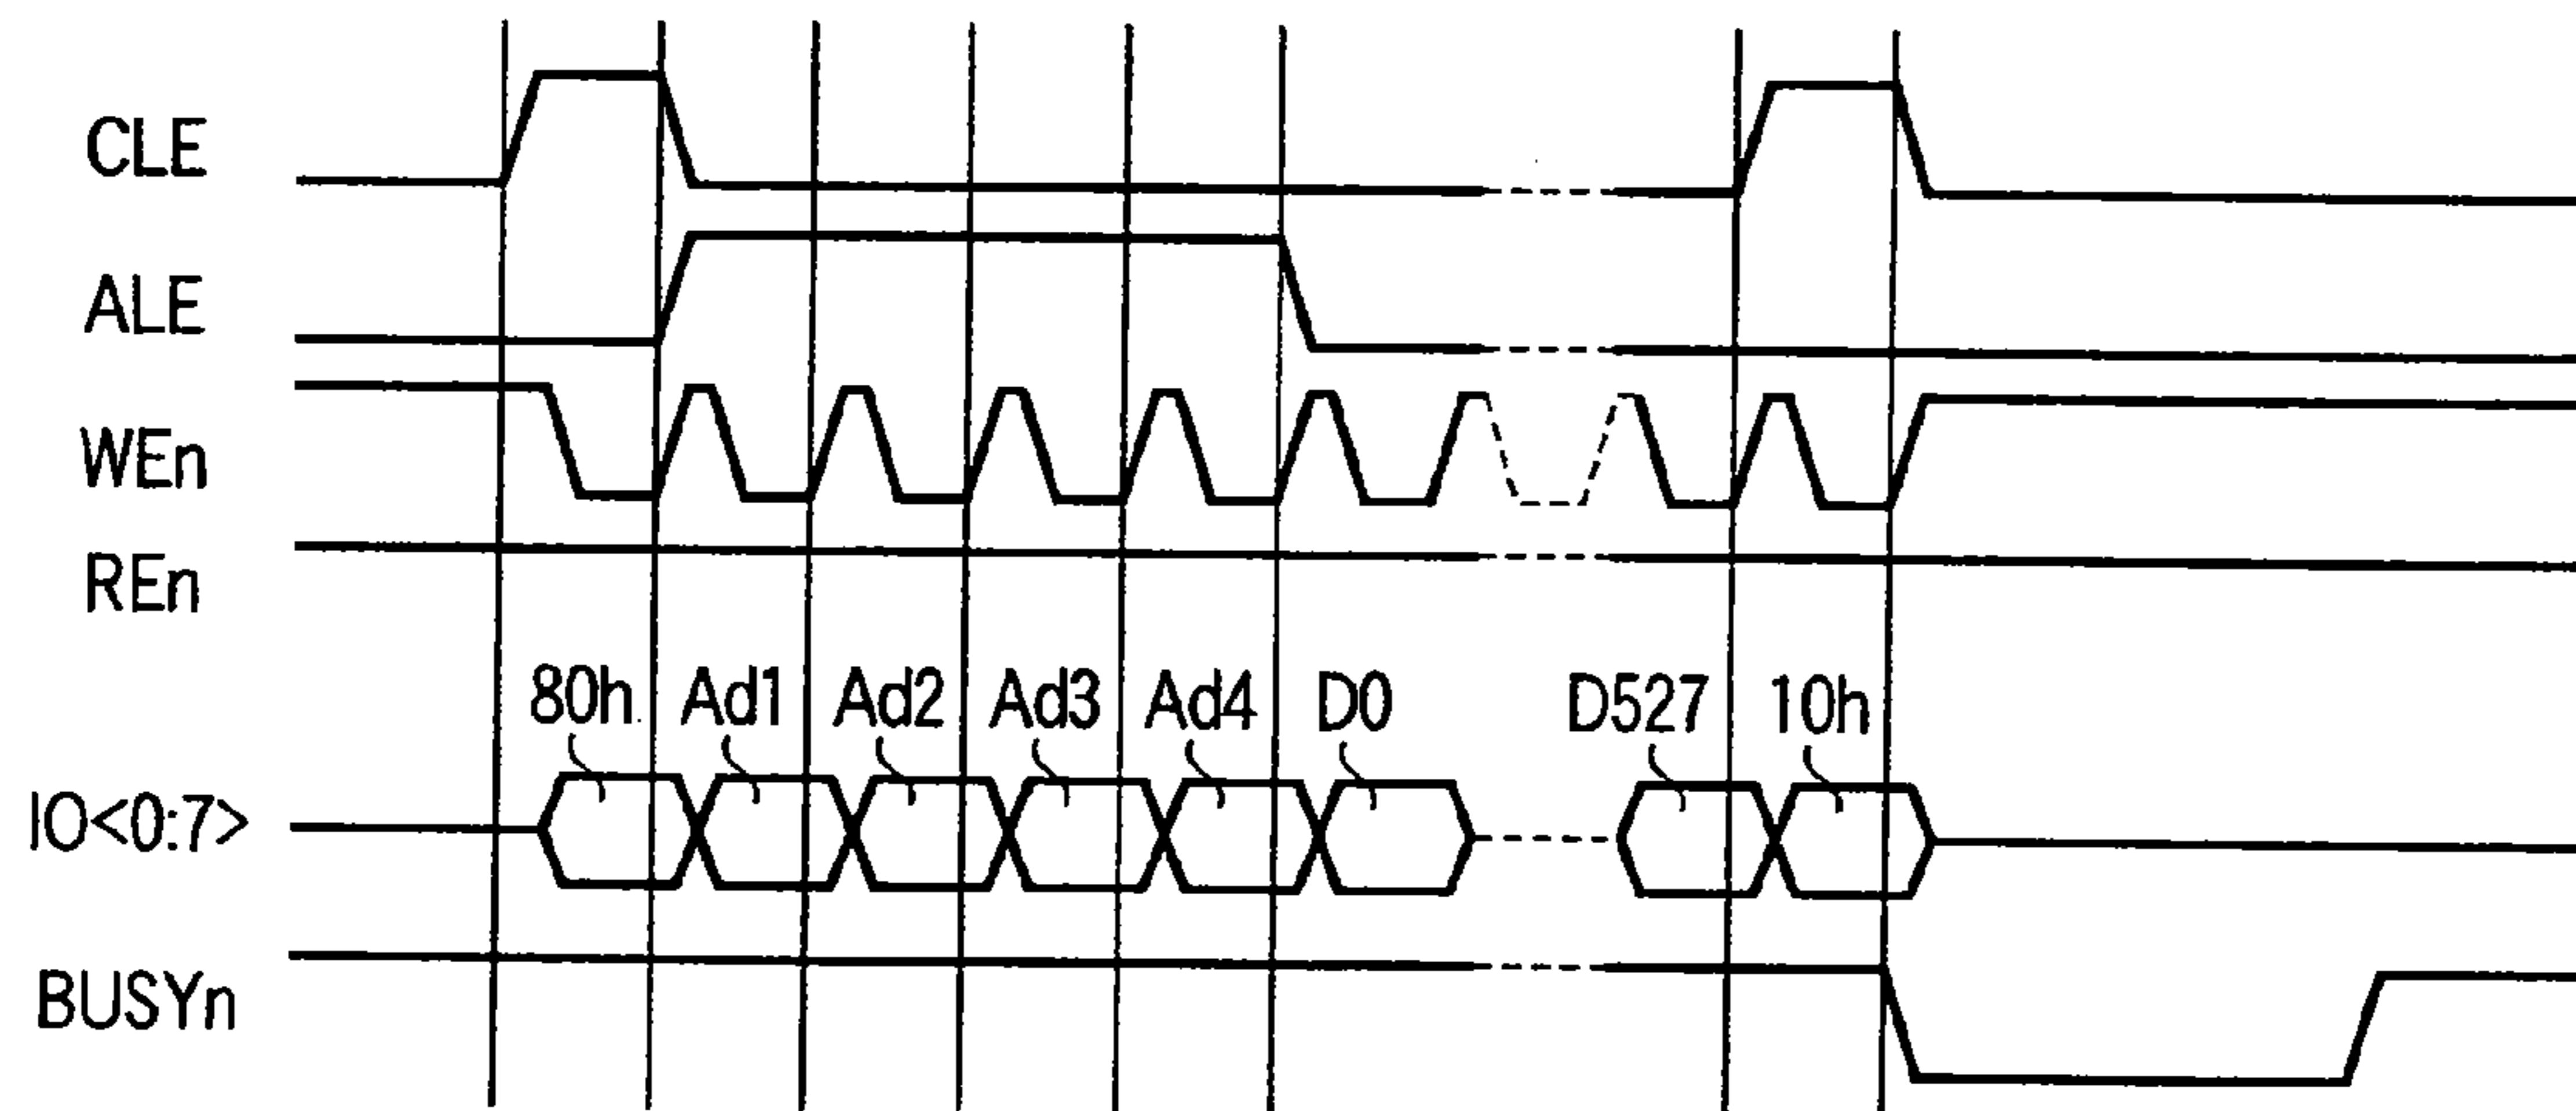 CLE
ALE
WEn
REn
80h Ad1 Ad2 Ad3 Ad4 D0 D527 10h
IO<0:7>
BUSYn